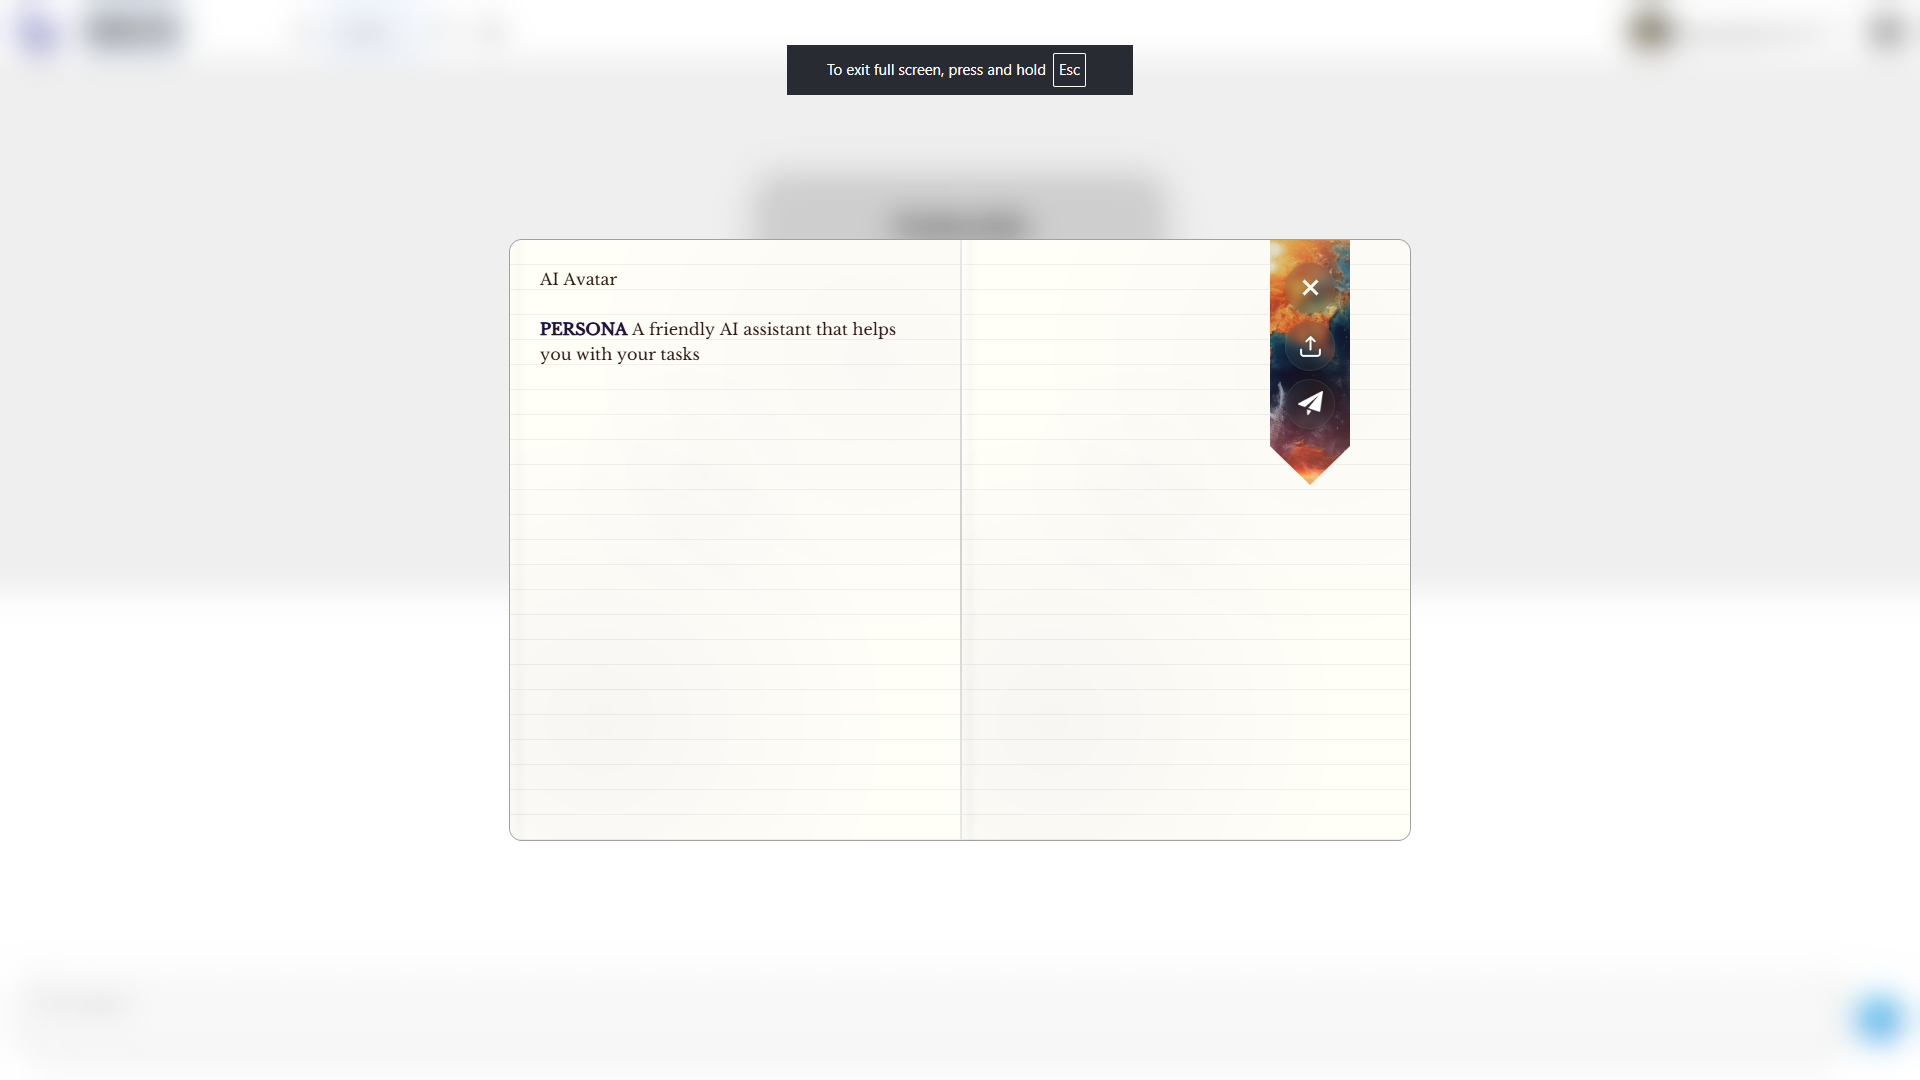 To exit full screen, press and hold Esc
AI Avatar
PERSONA A friendly AI assistant that helps
you with your tasks